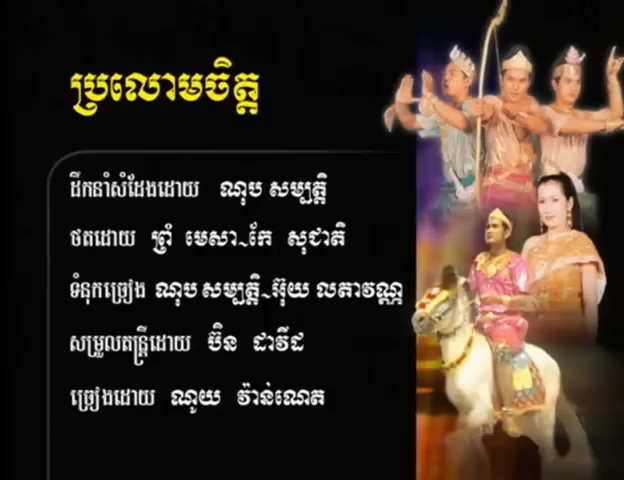 ប្រលោមចិត្ត
ដឹកនាំសំដែងដោយ ណុប សម្បត្តិ
ថតដោយ ព្រំ មេសា~កែ សុជាតិ
ទំនុកច្រៀង ណុប សម្បត្តិ~អ៊ុយ លតាវណ្ណ
សម្រួលតន្ត្រីដោយ ប៊ិន ដាវីដ
ច្រៀងដោយ ណូយ វ៉ាន់ណេត